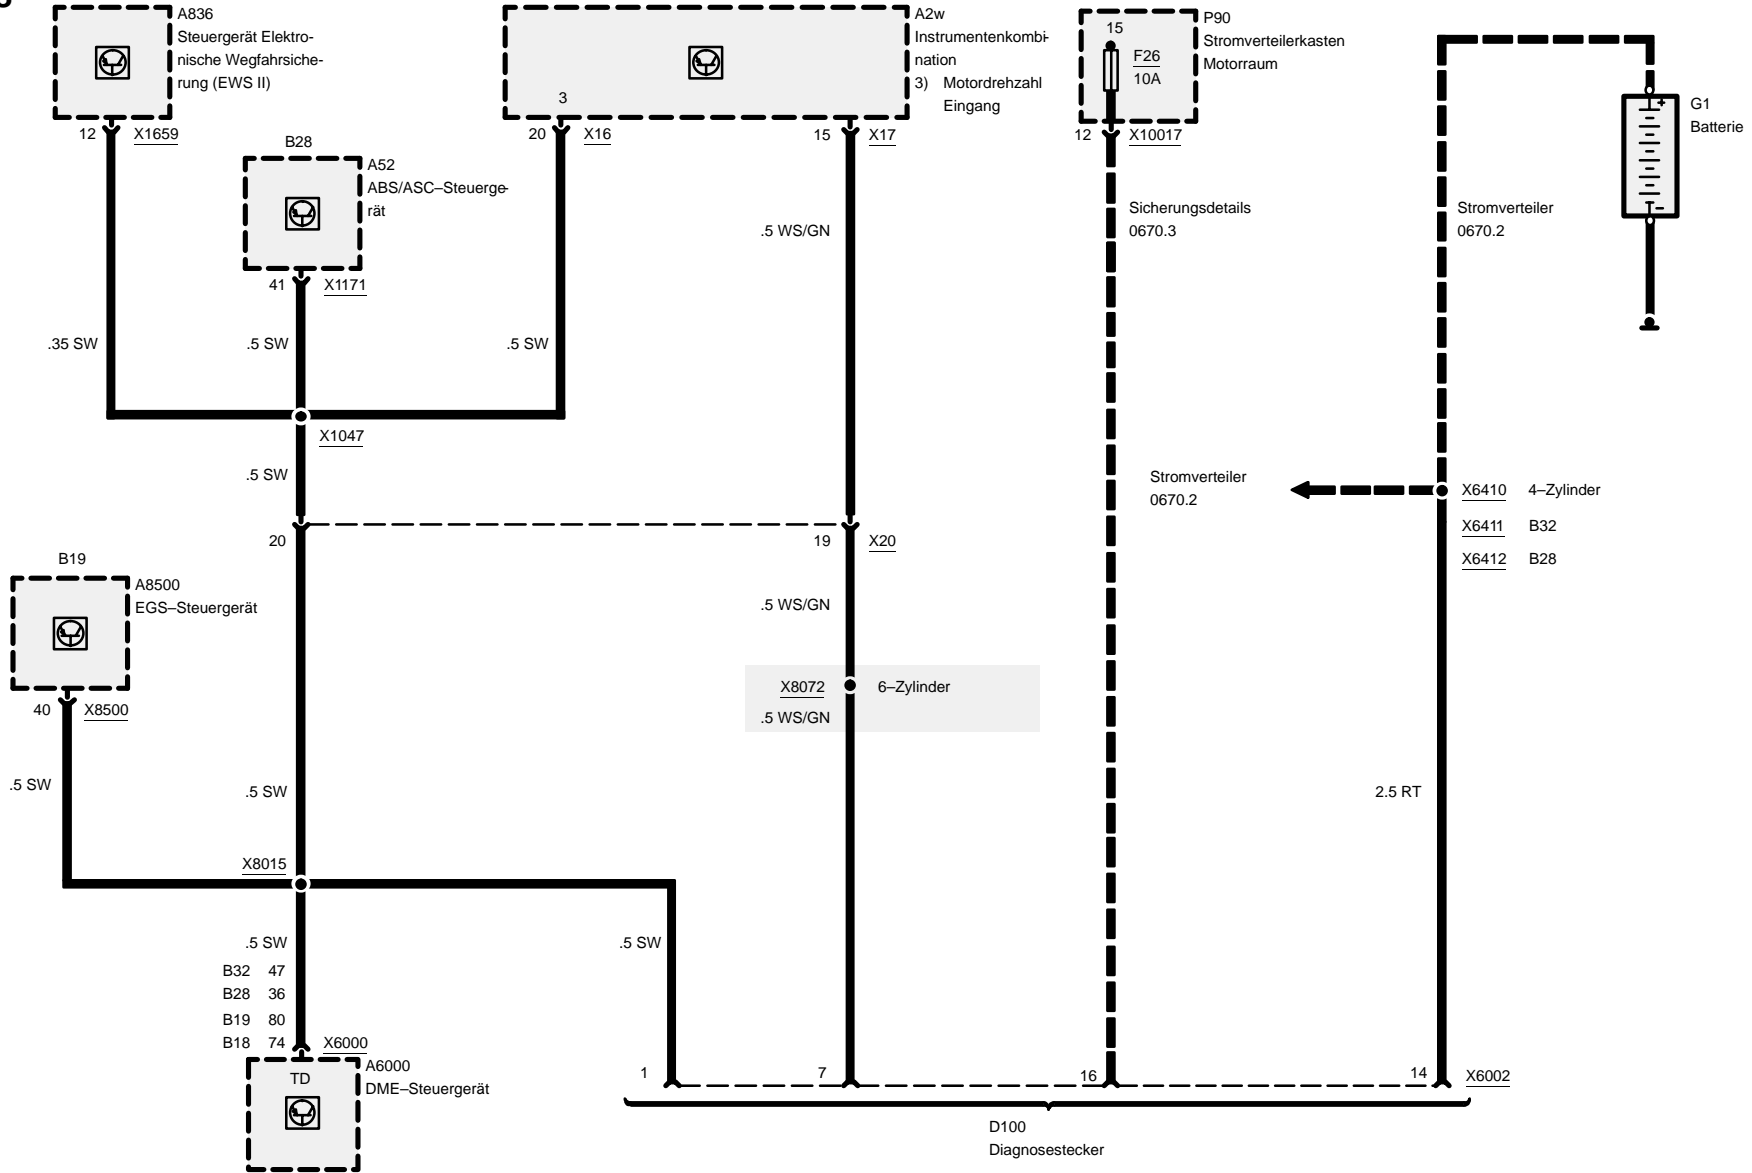 A836
Steuergerät Elektro-
nische Wegfahrsiche-
rung (EWS II)
12 X1659
B28
A52
ABS/ASC–Steuerge-
rät
41 X1171
A2w
Instrumentenkombi-
nation
3) Motordrehzahl
Eingang
3
20 X16
15 X17
P90
Stromverteilerkasten
Motorraum
15
F26
10A
12 X10017
G1
Batterie
+
–
.5 WS/GN
Sicherungsdetails
0670.3
Stromverteiler
0670.2
.35 SW
.5 SW
.5 SW
X1047
.5 SW
Stromverteiler
0670.2
X6410 4–Zylinder
X6411 B32
X6412 B28
20
19 X20
B19
A8500
EGS–Steuergerät
40 X8500
.5 WS/GN
X8072 6–Zylinder
.5 WS/GN
.5 SW
.5 SW
2.5 RT
X8015
.5 SW
.5 SW
B32 47
B28 36
B19 80
B18 74 X6000
A6000
DME–Steuergerät
TD
1
7
16
14 X6002
D100
Diagnosestecker